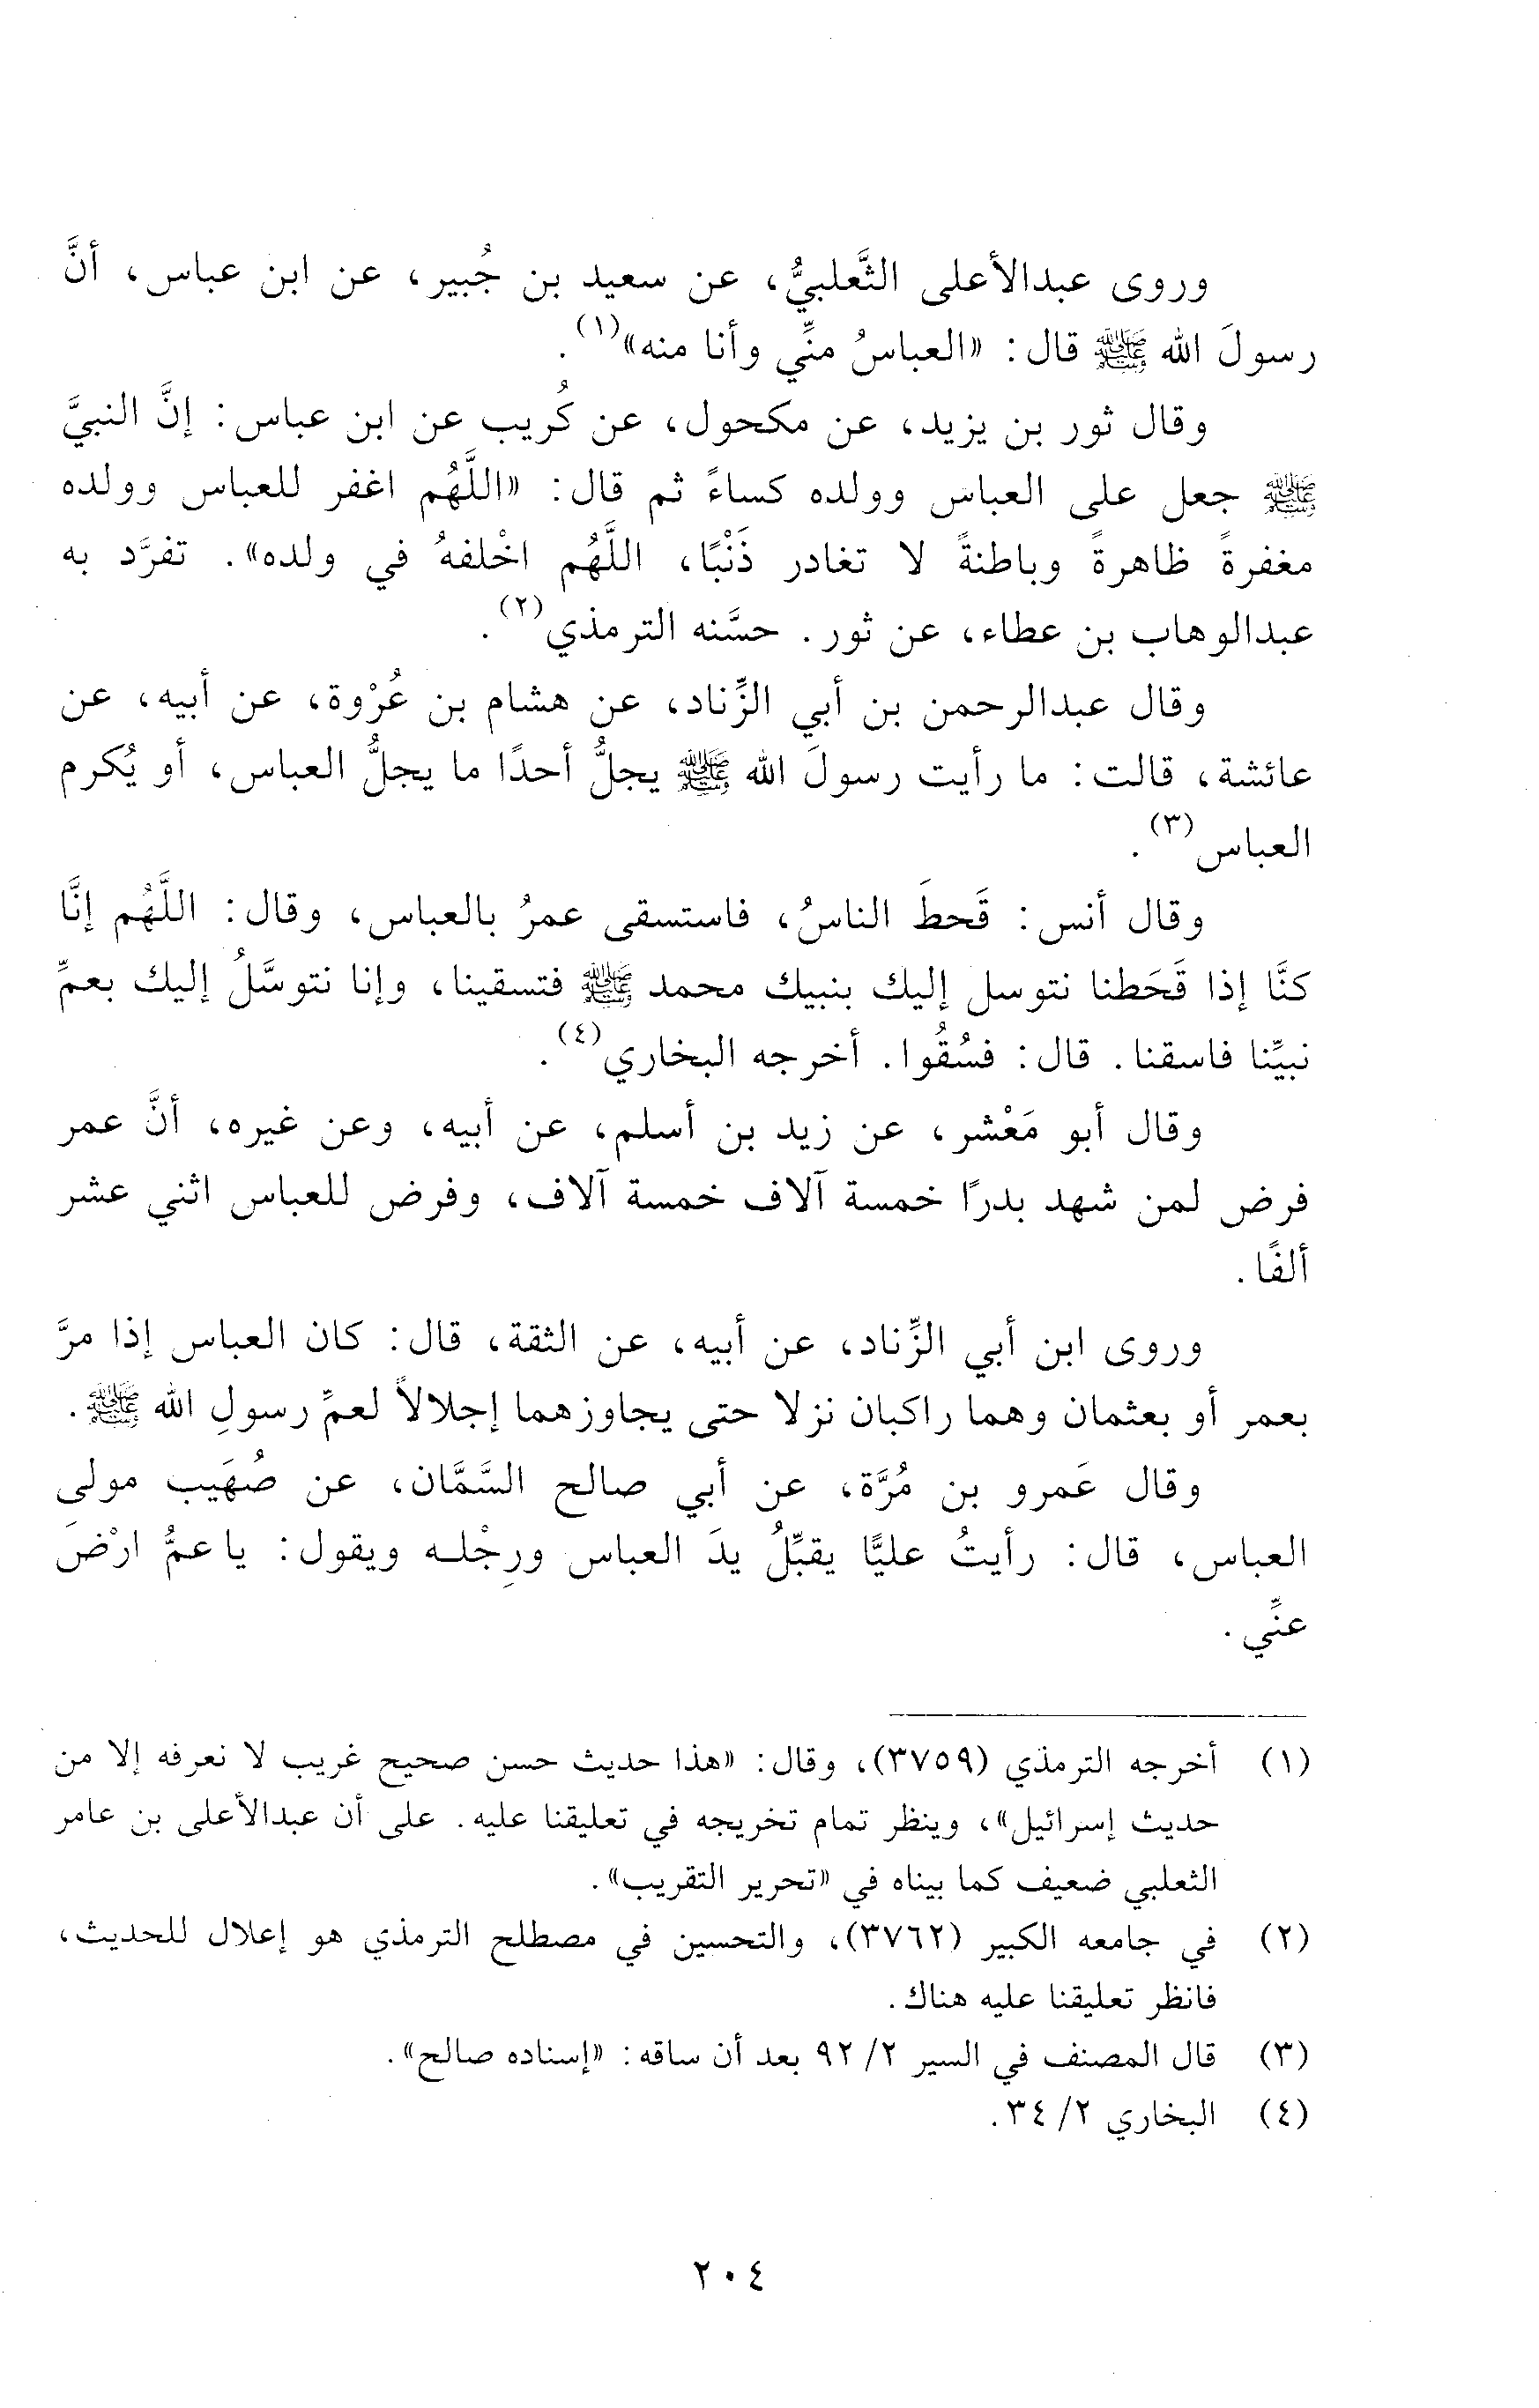 وروى عبدالأعلى الثَّعلبيُّ، عن سعيد بن جُبير، عن ابن عباس، أنَّ
رسولَ الله ﷺ قال: «العباسُ منِّي وأنا منه»(١).
وقال ثور بن يزيد، عن مكحول، عن كُريب عن ابن عباس: إنَّ النبيَّ
ﷺ جعل على العباس وولده كساءً ثم قال: «اللَّهُم اغفر للعباس وولده
مغفرةً ظاهرةً وباطنةً لا تغادر ذَنْبًا، اللَّهُم اخْلفهُ في ولده». تفرَّد به
عبدالوهاب بن عطاء، عن ثور. حسَّنه الترمذي(٢).
وقال عبدالرحمن بن أبي الزِّناد، عن هشام بن عُرْوة، عن أبيه، عن
عائشة، قالت: ما رأيت رسولَ الله ﷺ يجلُّ أحدًا ما يجلُّ العباس، أو يُكرم
العباس(٣).
وقال أنس: قَحطَ الناسُ، فاستسقى عمرُ بالعباس، وقال: اللَّهُم إنَّا
كنَّا إذا قَحَطنا نتوسل إليك بنبيك محمد ﷺ فتسقينا، وإنا نتوسَّلُ إليك بعمِّ
نبيِّنا فاسقنا. قال: فسُقُوا. أخرجه البخاري(٤).
وقال أبو مَعْشر، عن زيد بن أسلم، عن أبيه، وعن غيره، أنَّ عمر
فرض لمن شهد بدرًا خمسة آلاف خمسة آلاف، وفرض للعباس اثني عشر
ألفًا.
وروى ابن أبي الزِّناد، عن أبيه، عن الثقة، قال: كان العباس إذا مرَّ
بعمر أو بعثمان وهما راكبان نزلا حتى يجاوزهما إجلالاً لعمِّ رسولِ الله ﷺ.
وقال عَمرو بن مُرَّة، عن أبي صالح السَّمَّان، عن صُهَيب مولى
العباس، قال: رأيتُ عليًّا يقبِّلُ يدَ العباس ورِجْلـه ويقول: يا عمُّ ارْضَ
عنِّي.
(١) أخرجه الترمذي (٣٧٥٩)، وقال: «هذا حديث حسن صحيح غريب لا نعرفه إلا من
حديث إسرائيل»، وينظر تمام تخريجه في تعليقنا عليه. على أن عبدالأعلى بن عامر
الثعلبي ضعيف كما بيناه في «تحرير التقريب».
(٢) في جامعه الكبير (٣٧٦٢)، والتحسين في مصطلح الترمذي هو إعلال للحديث،
فانظر تعليقنا عليه هناك.
(٣) قال المصنف في السير ٢/ ٩٢ بعد أن ساقه: «إسناده صالح».
(٤) البخاري ٢/ ٣٤.
٢٠٤